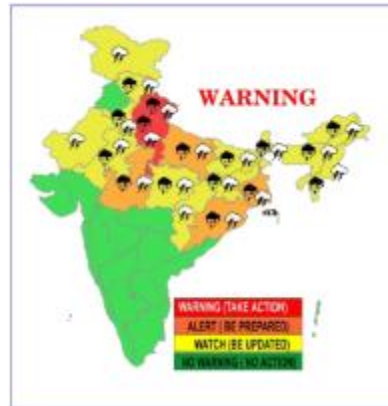 WARNING
WARNING (TAKE ACTION)
ALERT ( BE PREPARED)
WATCH (BE UPDATED)
NO WARNING ( NO ACTION)